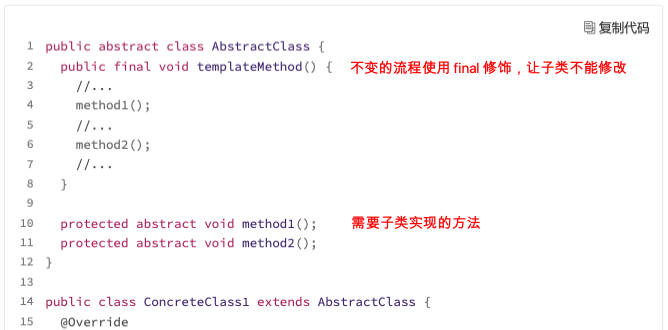 复制代码
1 public abstract class AbstractClass {
2 public final void templateMethod() { 不变的流程使用 final 修饰，让子类不能修改
3 //...
4 method1();
5 //...
6 method2();
7 //...
8 }
9
10 protected abstract void method1(); 需要子类实现的方法
11 protected abstract void method2();
12 }
13
14 public class ConcreteClass1 extends AbstractClass {
15 @Override